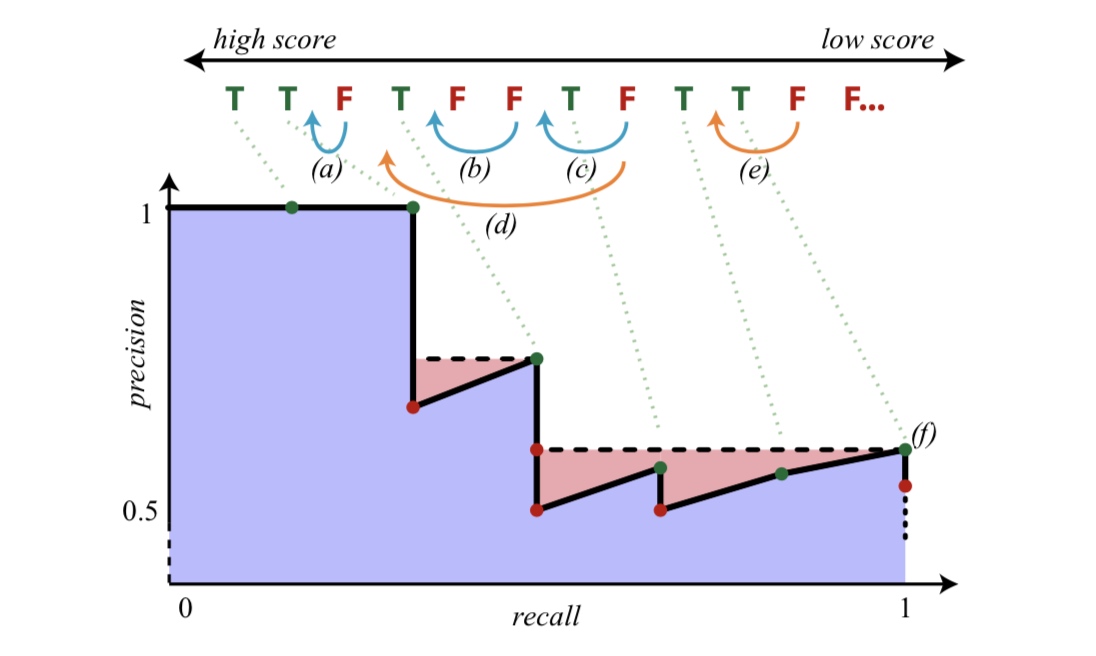 high score low score
T T F T F F T F T T F F...
(a) (b) (c) (e)
(d)
1
(f)
precision
0.5
0 1
recall